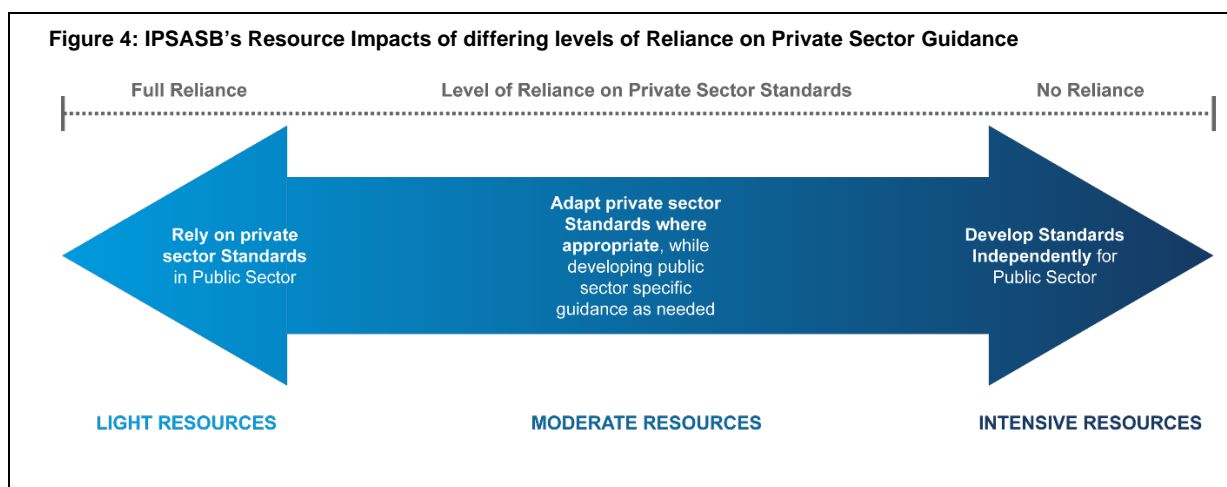 Figure 4: IPSASB's Resource Impacts of differing levels of Reliance on Private Sector Guidance
Full Reliance
Level of Reliance on Private Sector Standards
No Reliance
Rely on private
sector Standards
in Public Sector
Adapt private sector
Standards where
appropriate, while
developing public
sector specific
guidance as needed
Develop Standards
Independently for
Public Sector
LIGHT RESOURCES
MODERATE RESOURCES
INTENSIVE RESOURCES